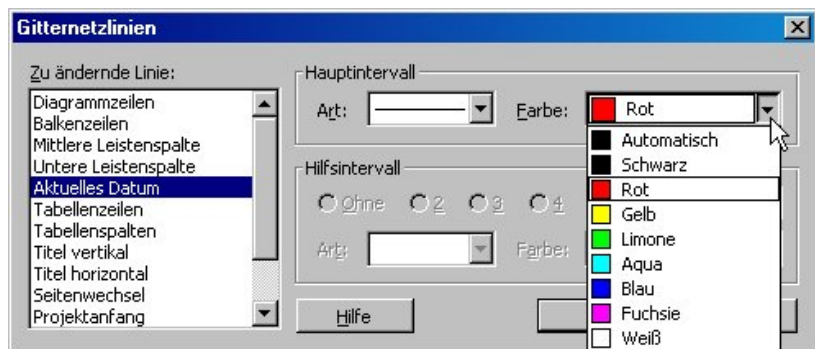 Gitternetzlinien
Zu ändernde Linie:
Diagrammzeilen
Balkenzeilen
Mittlere Leistenspalte
Untere Leistenspalte
Aktuelles Datum
Tabellenzeilen
Tabellenspalten
Titel vertikal
Titel horizontal
Seitenwechsel
Projektanfang
Hauptintervall
Art: Farbe: Rot
Automatisch
Schwarz
Rot
Gelb
Limone
Aqua
Blau
Fuchsie
Weiß
Hilfsintervall
Ohne 2 3 4
Art: Farbe:
Hilfe